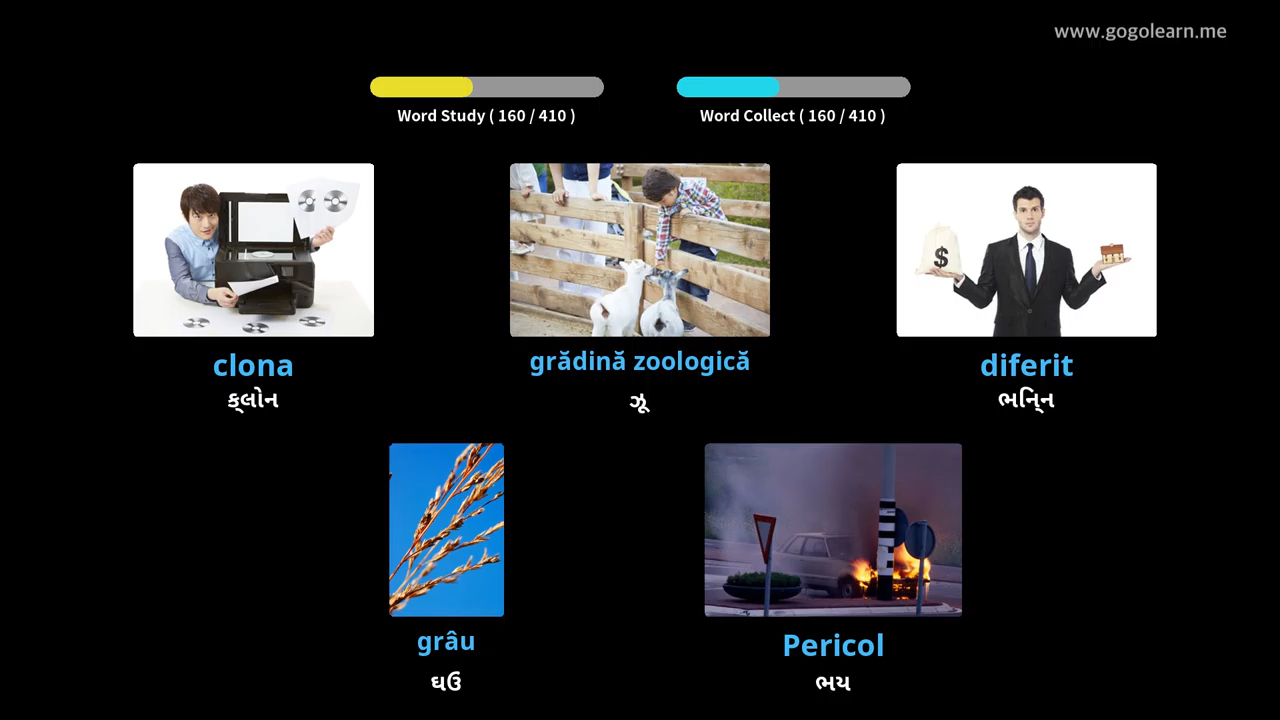 www.gogolearn.me
Word Study ( 160 / 410 )
Word Collect ( 160 / 410 )
clona
ક્લોન
grădină zoologică
ઝૂ
diferit
ભિન્ન
grâu
ઘઉં
Pericol
ભય